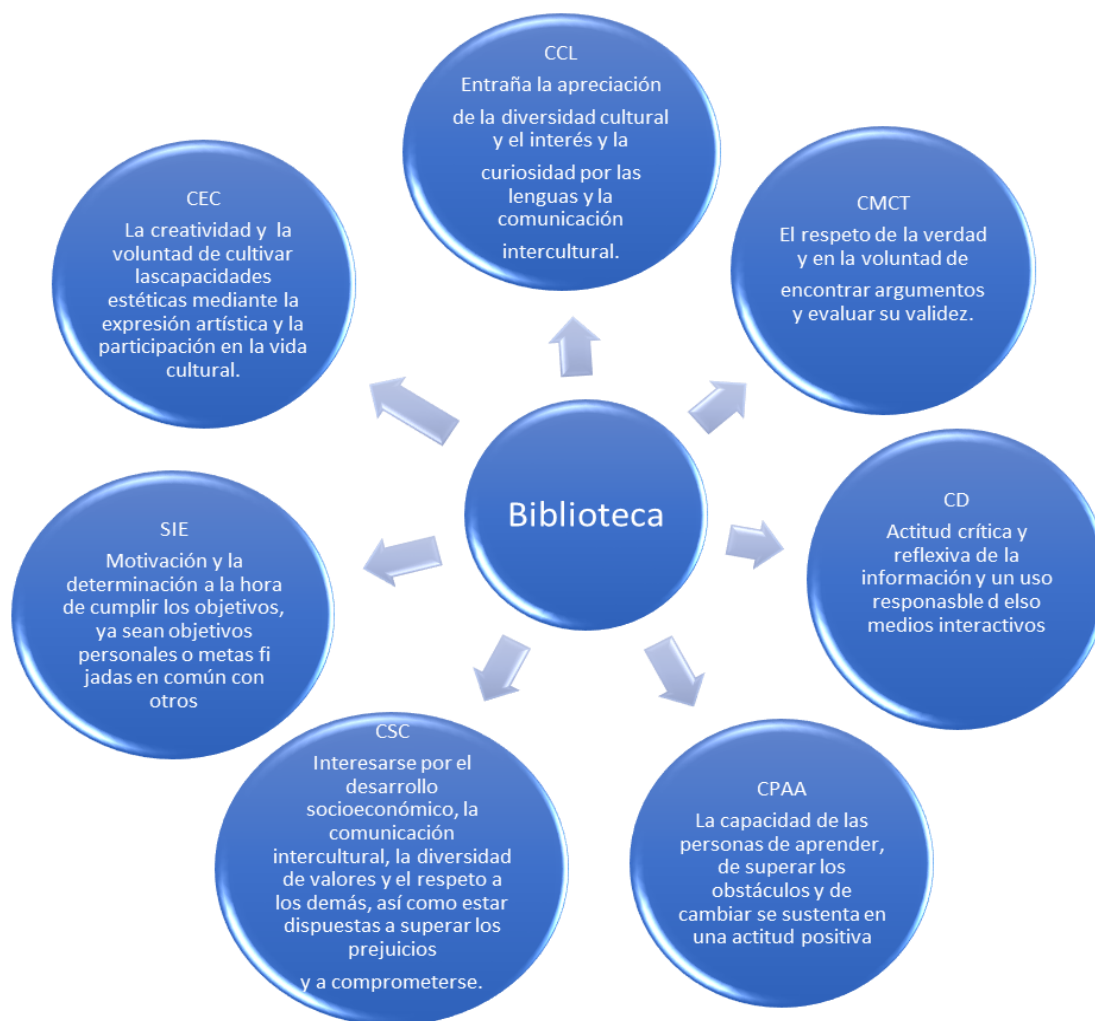 CCL
Entraña la apreciación
de la diversidad cultural
y el interés y la
curiosidad por las
lenguas y la
comunicación
intercultural.
CMCT
El respeto de la verdad
y en la voluntad de
encontrar argumentos
y evaluar su validez.
CD
Actitud crítica y
reflexiva de la
información y un uso
responasble d elso
medios interactivos
CPAA
La capacidad de las
personas de aprender,
de superar los
obstáculos y de
cambiar se sustenta en
una actitud positiva
CSC
Interesarse por el
desarrollo
socioeconómico, la
comunicación
intercultural, la diversidad
de valores y el respeto a
los demás, así como estar
dispuestas a superar los
prejuicios
y a comprometerse.
SIE
Motivación y la
determinación a la hora
de cumplir los objetivos,
ya sean objetivos
personales o metas fi
jadas en común con
otros
CEC
La creatividad y  la
voluntad de cultivar
lascapacidades
estéticas mediante la
expresión artística y la
participación en la vida
cultural.
Biblioteca